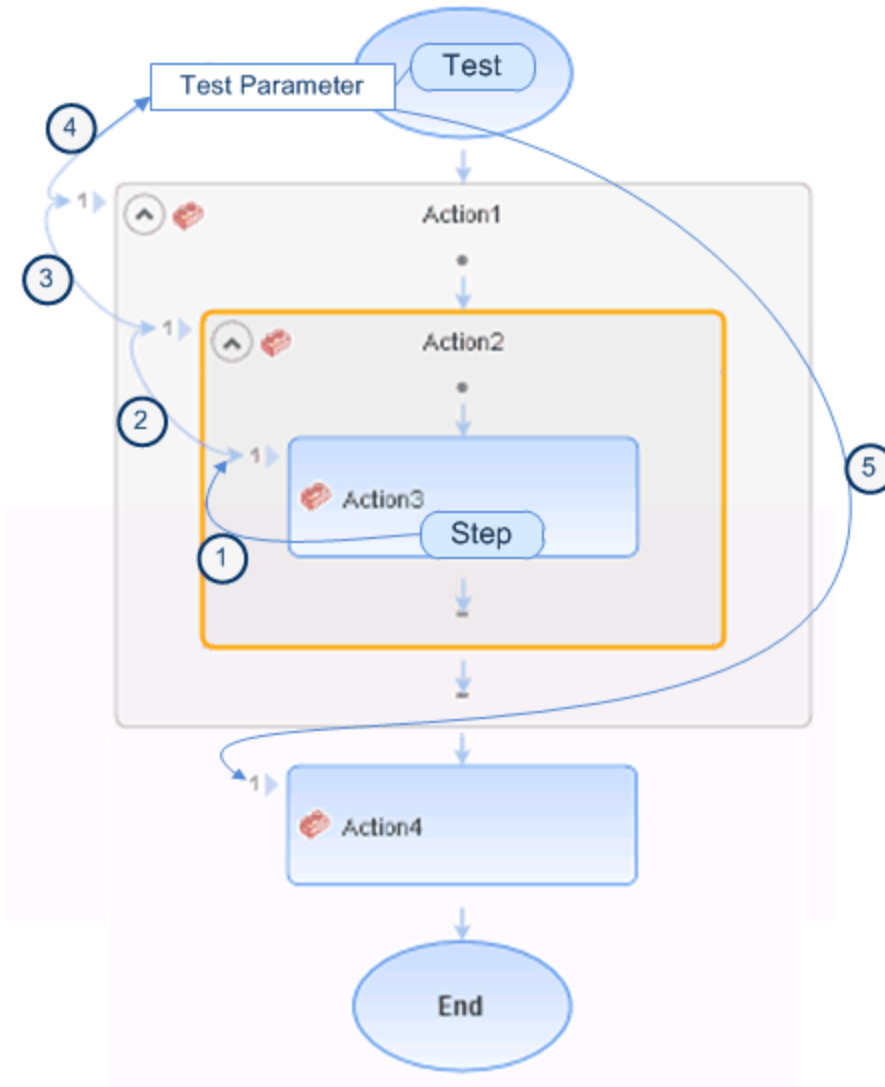 Test
Test Parameter
4
1
Action1
3
1
Action2
2
1
5
Action3
Step
1
1
Action4
End